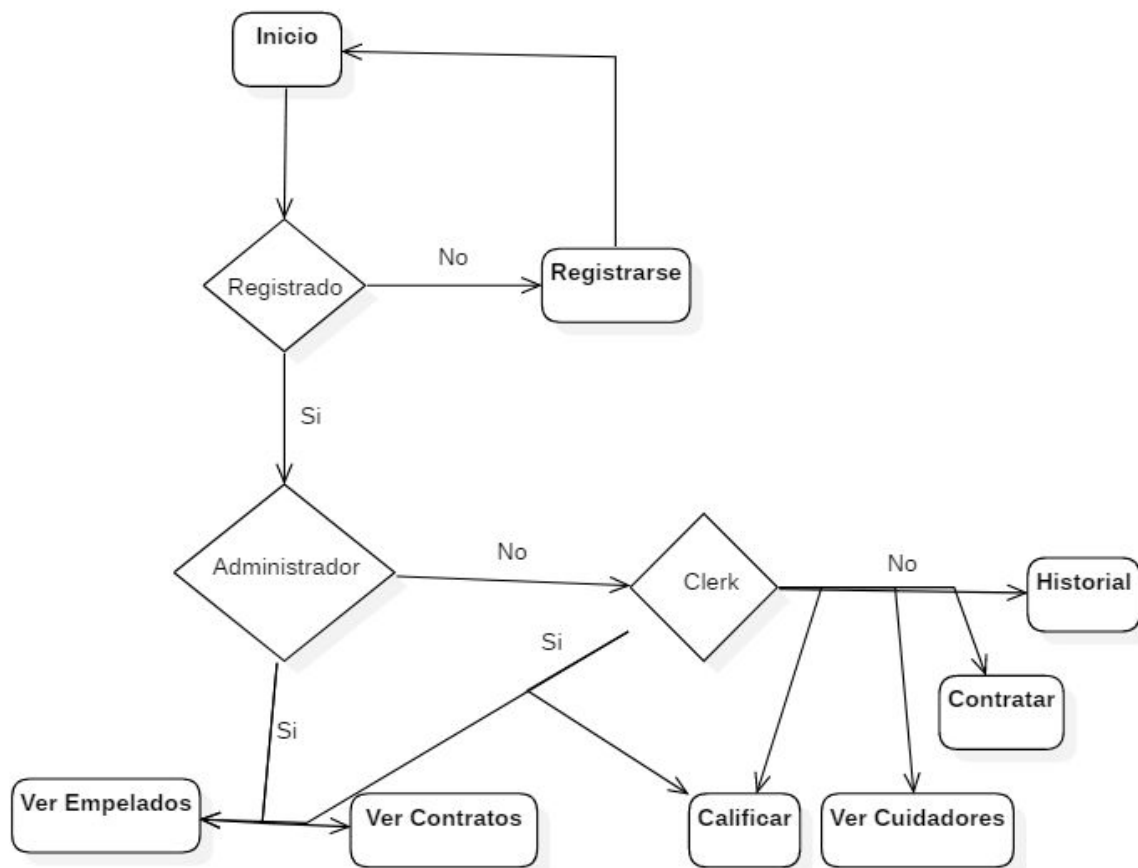 Inicio
No
Registrado
Registrarse
Si
Administrador
No
Clerk
No
Historial
Si
Contratar
Si
Ver Empelados
Ver Contratos
Calificar
Ver Cuidadores